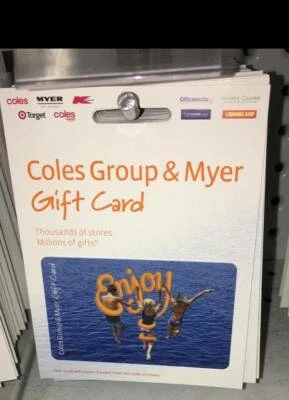 coles MYER Officeworks
Target coles LIQUORLAND
Coles Group & Myer
Gift Card
Thousands of stores.
Millions of gifts*
Enjoy
Coles Group & Myer Gift Card